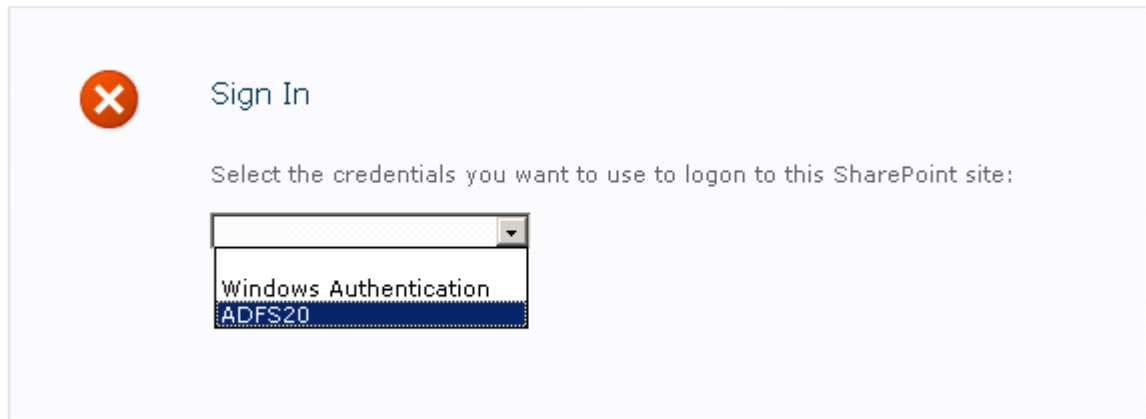 Sign In
Select the credentials you want to use to logon to this SharePoint site:
Windows Authentication
ADFS20